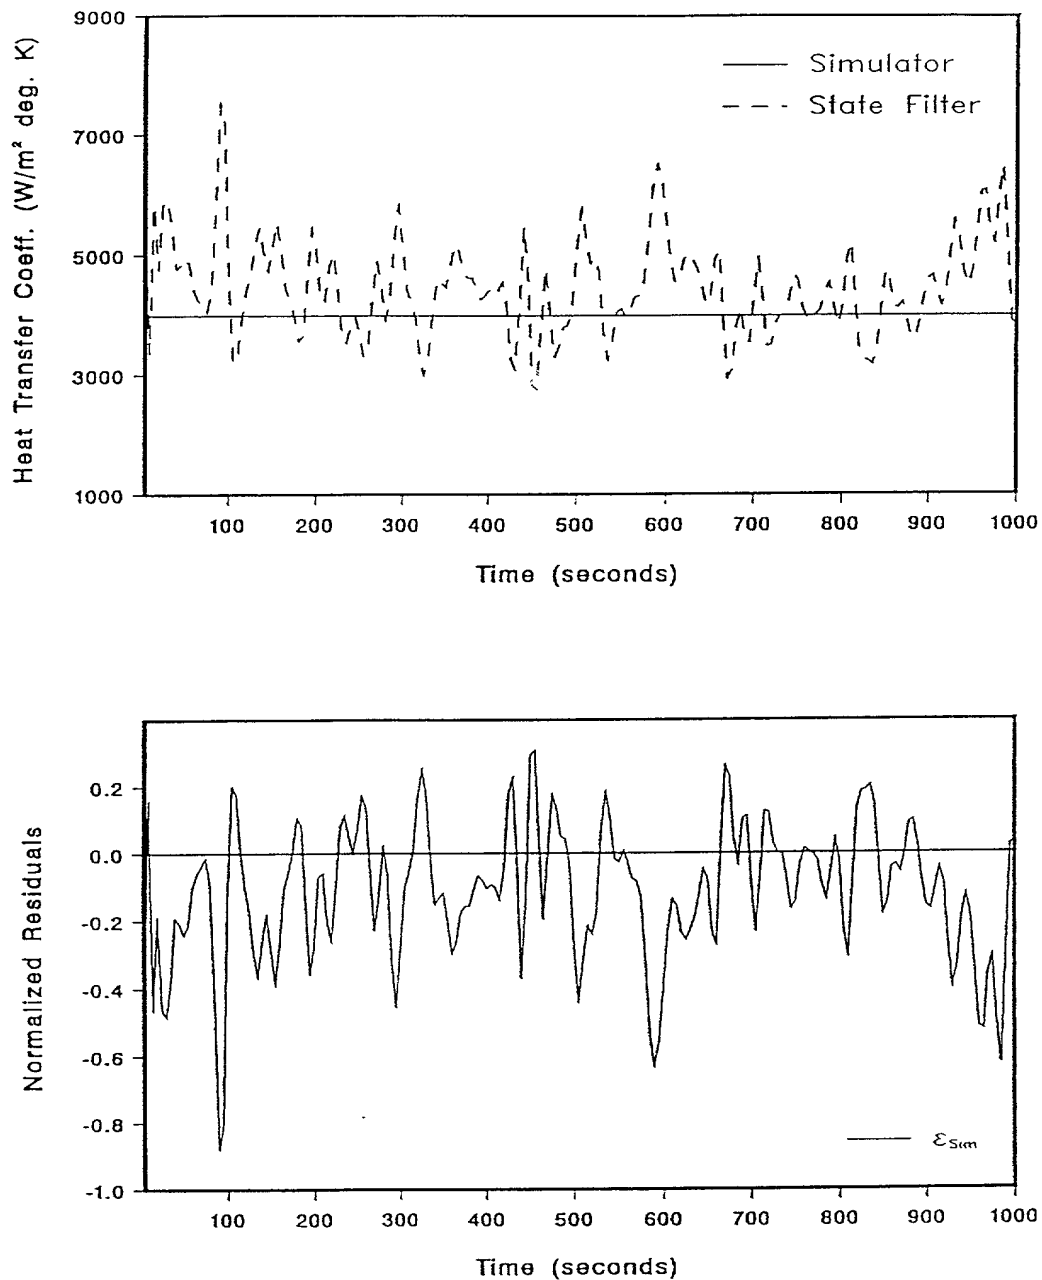 9000
7000
5000
3000
1000
Heat Transfer Coeff. (W/m² deg. K)
Simulator
State Filter
100 200 300 400 500 600 700 800 900 1000
Time (seconds)
0.2
0.0
-0.2
-0.4
-0.6
-0.8
-1.0
Normalized Residuals
εSim
100 200 300 400 500 600 700 800 900 1000
Time (seconds)